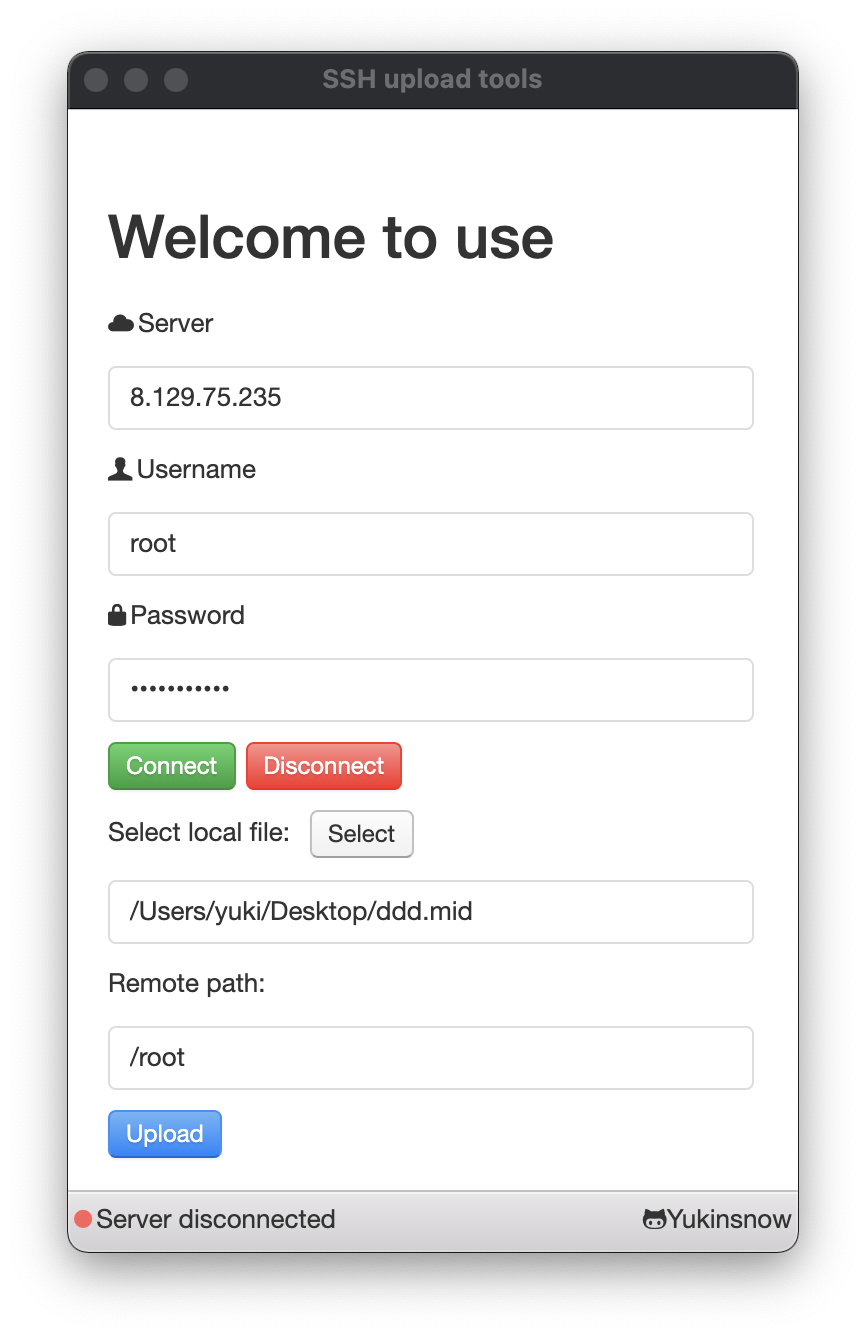 SSH upload tools
Welcome to use
Server
8.129.75.235
Username
root
Password
•••••••••••
Connect Disconnect
Select local file: Select
/Users/yuki/Desktop/ddd.mid
Remote path:
/root
Upload
Server disconnected Yukinsnow